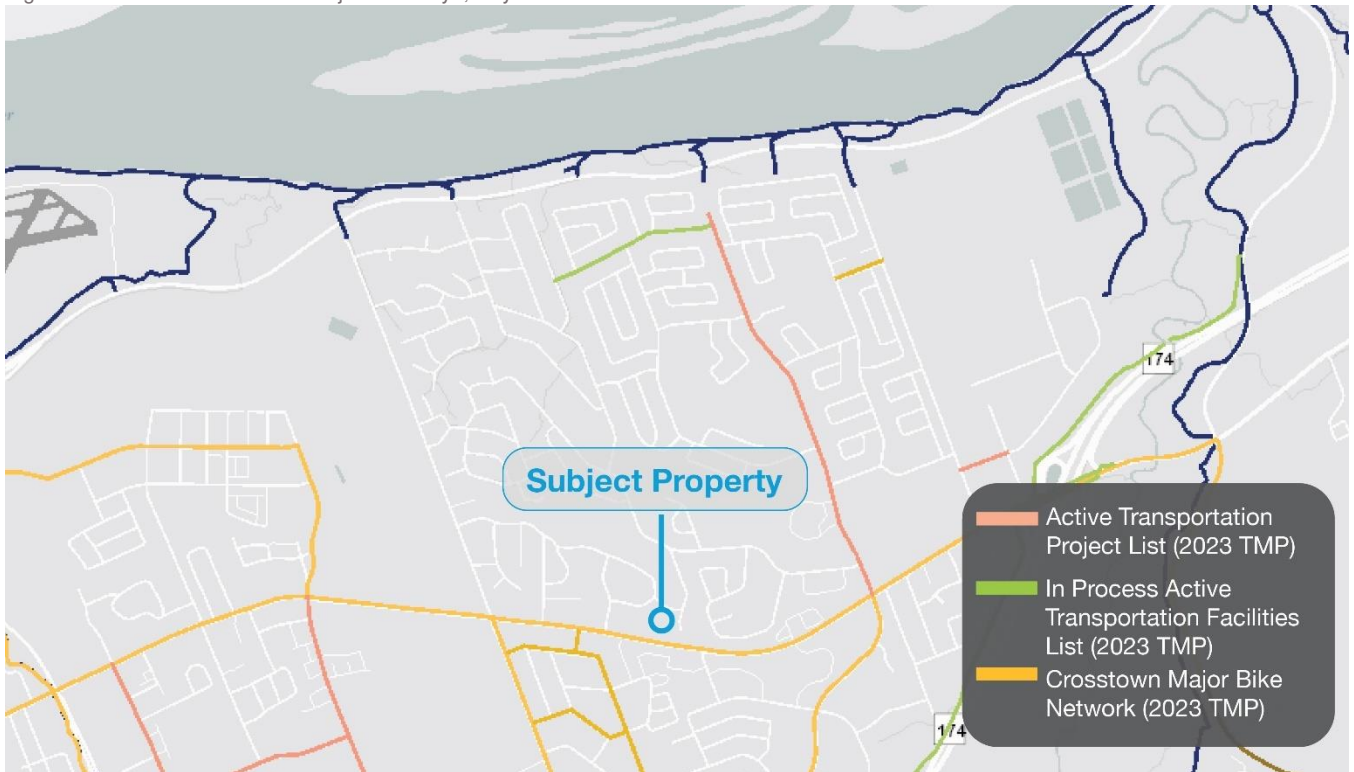 174
Subject Property
Active Transportation
Project List (2023 TMP)
In Process Active
Transportation Facilities
List (2023 TMP)
Crosstown Major Bike
Network (2023 TMP)
174